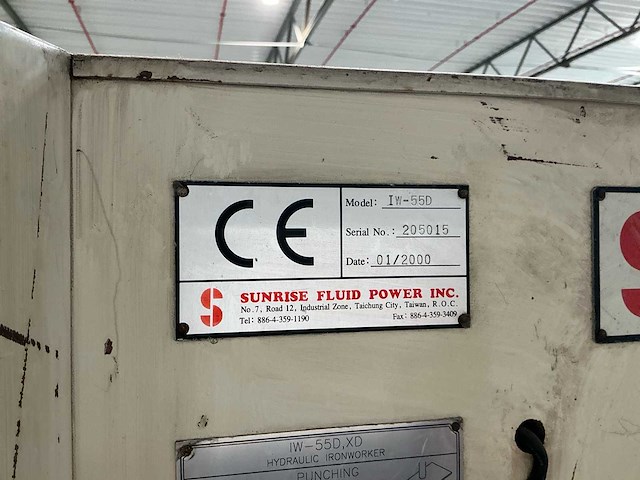 CE
Model: IW-55D
Serial No.: 205015
Date: 01/2000
S SUNRISE FLUID POWER INC.
No.7, Road 12, Industrial Zone, Taichung City, Taiwan, R.O.C.
Tel: 886-4-359-1190 Fax: 886-4-359-3409
IW-55D,XD
HYDRAULIC IRONWORKER
PUNCHING